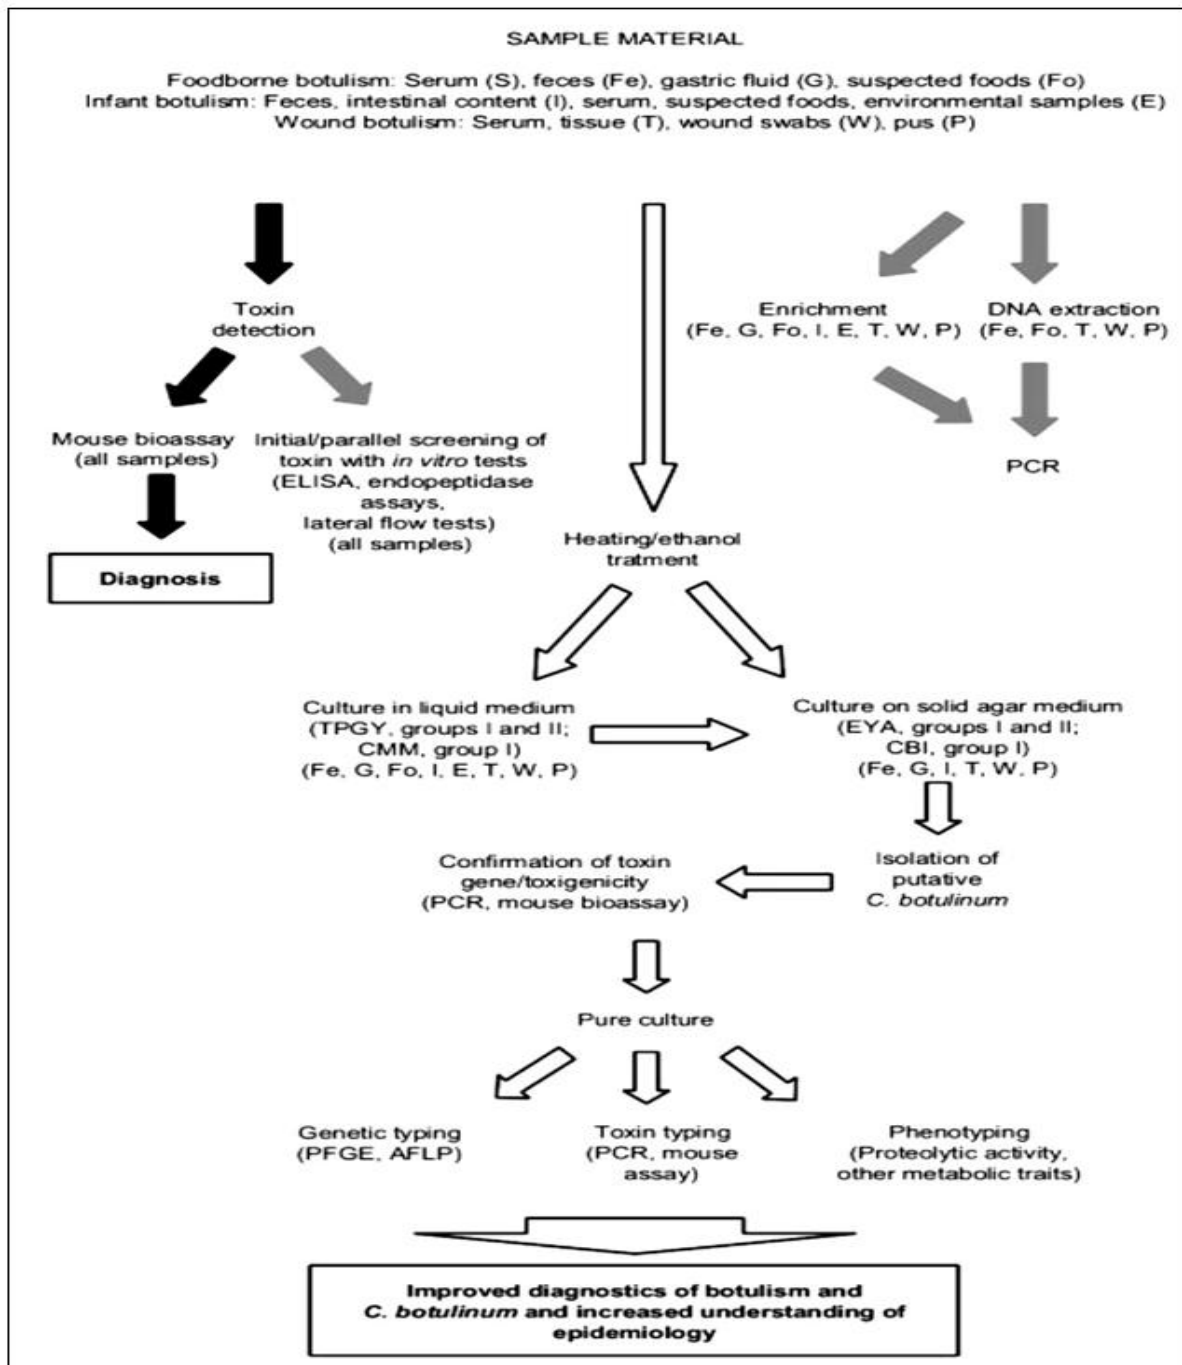 SAMPLE MATERIAL
Foodborne botulism: Serum (S), feces (Fe), gastric fluid (G), suspected foods (Fo)
Infant botulism: Feces, intestinal content (I), serum, suspected foods, environmental samples (E)
Wound botulism: Serum, tissue (T), wound swabs (W), pus (P)
Toxin
detection
Enrichment
(Fe, G, Fo, I, E, T, W, P)
DNA extraction
(Fe, Fo, T, W, P)
Mouse bioassay
(all samples)
Initial/parallel screening of
toxin with in vitro tests
(ELISA, endopeptidase
assays,
lateral flow tests)
(all samples)
PCR
Diagnosis
Heating/ethanol
tratment
Culture in liquid medium
(TPGY, groups I and II;
CMM, group I)
(Fe, G, Fo, I, E, T, W, P)
Culture on solid agar medium
(EYA, groups I and II;
CBI, group I)
(Fe, G, I, T, W, P)
Isolation of
putative
C. botulinum
Confirmation of toxin
gene/toxigenicity
(PCR, mouse bioassay)
Pure culture
Genetic typing
(PFGE, AFLP)
Toxin typing
(PCR, mouse
assay)
Phenotyping
(Proteolytic activity,
other metabolic traits)
Improved diagnostics of botulism and
C. botulinum and increased understanding of
epidemiology